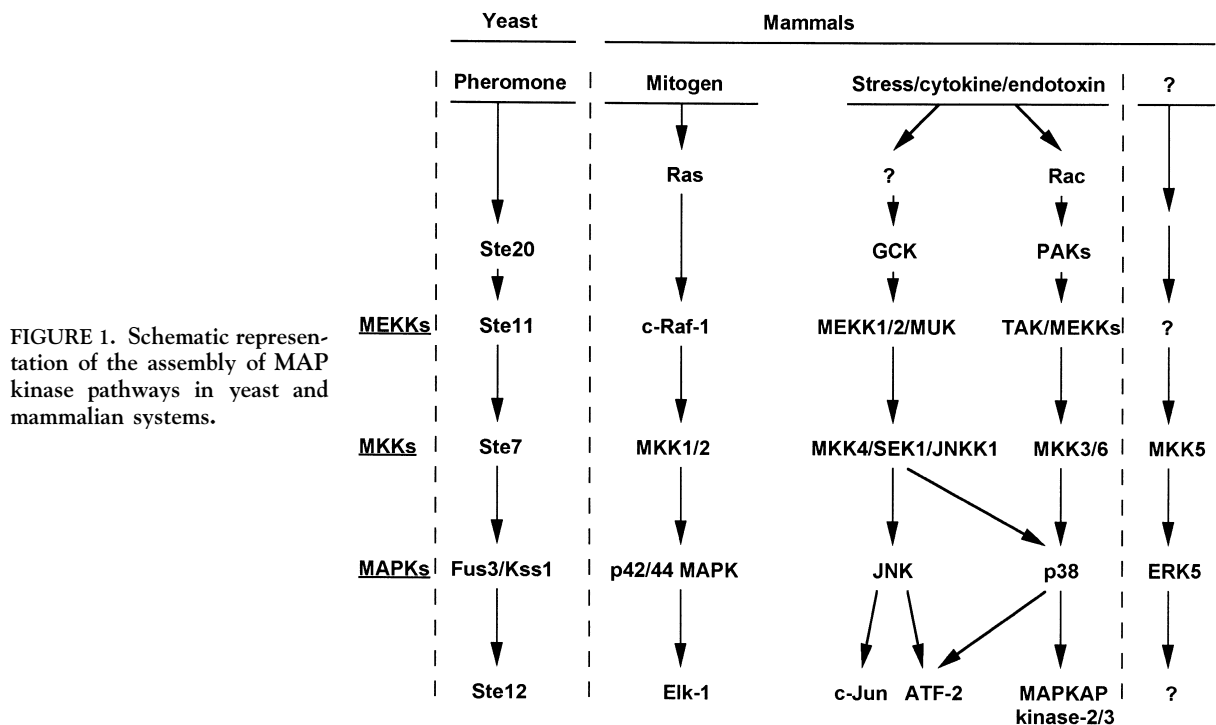 Yeast Mammals
Pheromone Mitogen Stress/cytokine/endotoxin ?
Ras ? Rac
Ste20 GCK PAKs
MEKKs Ste11 c-Raf-1 MEKK1/2/MUK TAK/MEKKs ?
FIGURE 1. Schematic represen-
tation of the assembly of MAP
kinase pathways in yeast and
mammalian systems.
MKKs Ste7 MKK1/2 MKK4/SEK1/JNKK1 MKK3/6 MKK5
MAPKs Fus3/Kss1 p42/44 MAPK JNK p38 ERK5
Ste12 Elk-1 c-Jun ATF-2 MAPKAP ?
kinase-2/3